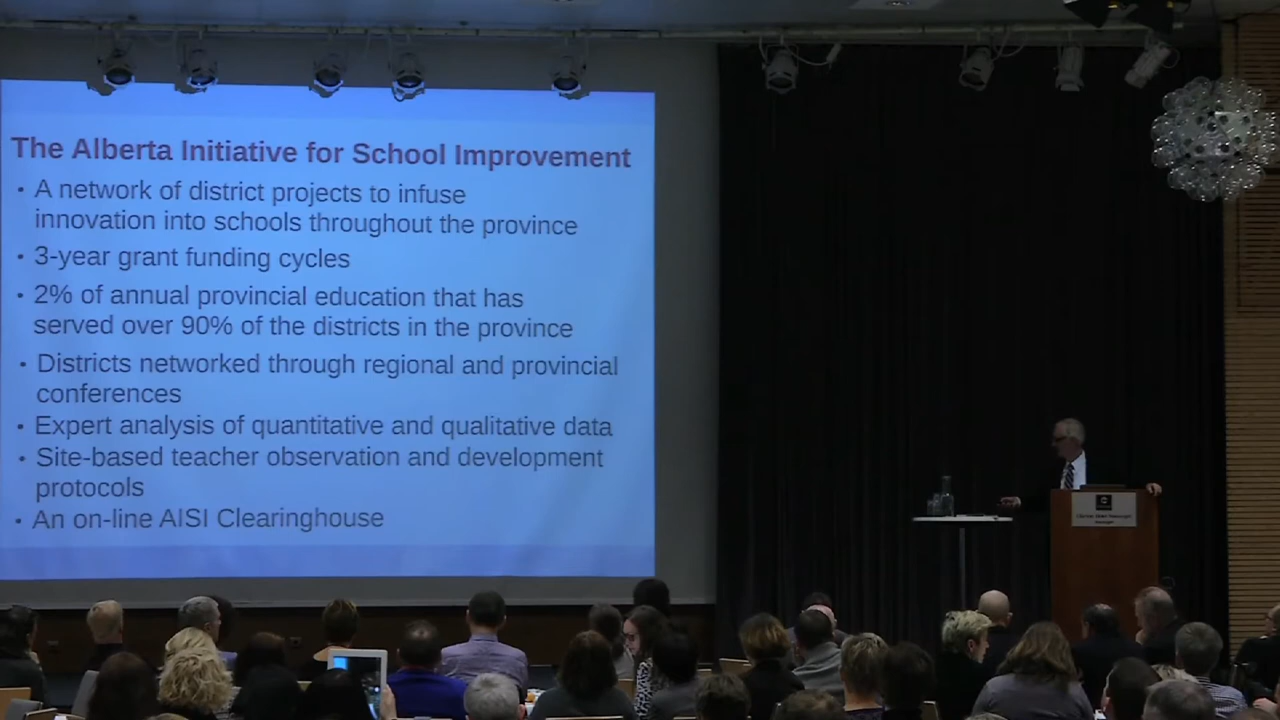 The Alberta Initiative for School Improvement
• A network of district projects to infuse
innovation into schools throughout the province
• 3-year grant funding cycles
• 2% of annual provincial education that has
served over 90% of the districts in the province
• Districts networked through regional and provincial
conferences
• Expert analysis of quantitative and qualitative data
• Site-based teacher observation and development
protocols
• An on-line AISI Clearinghouse